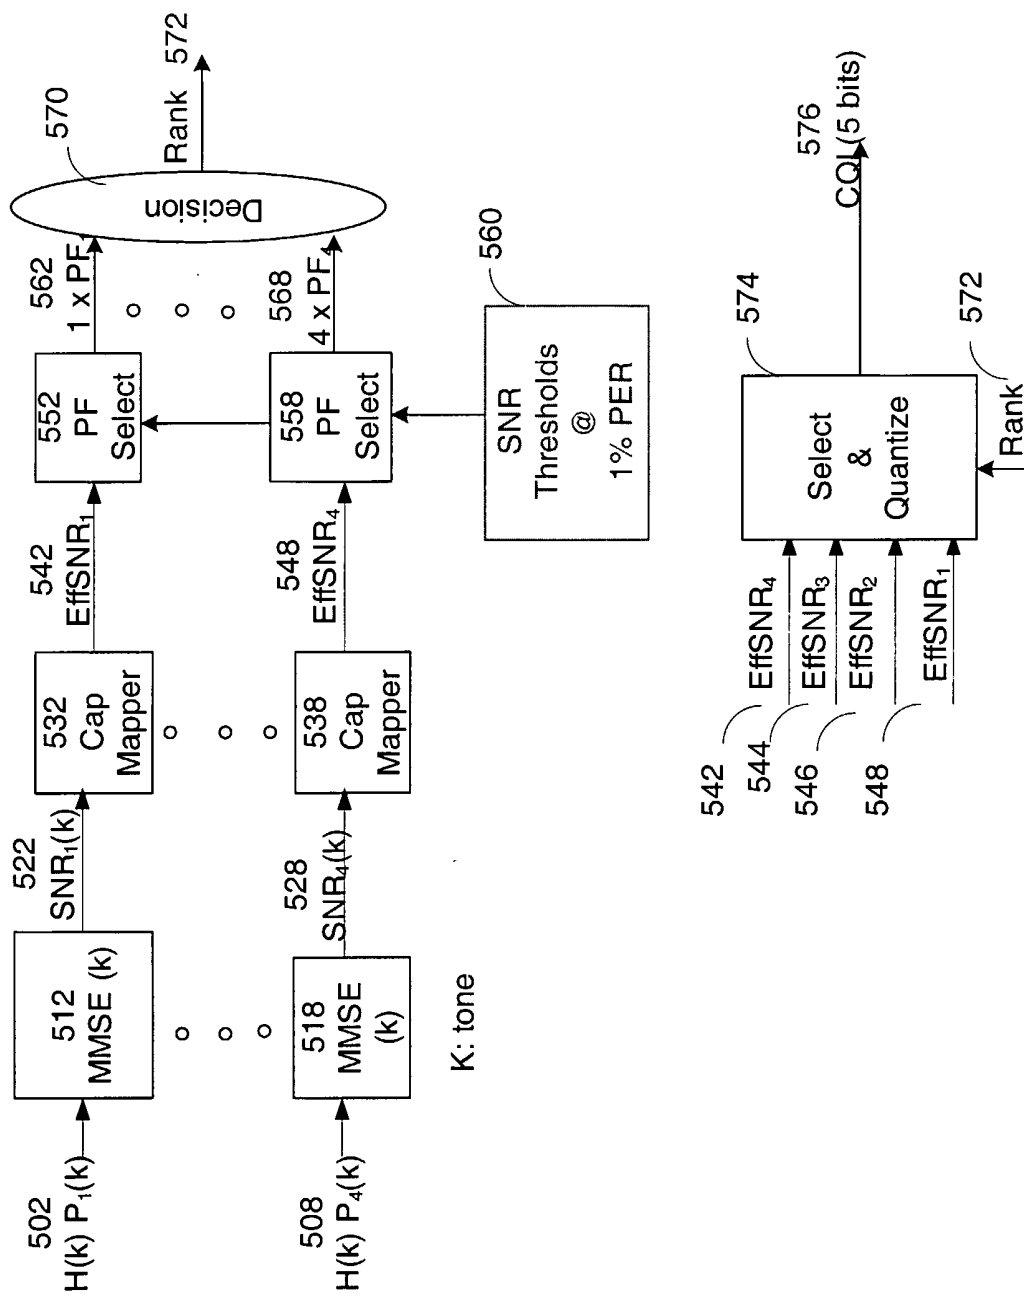 502
H(k) P₁(k)
512
MMSE (k)
522
SNR₁(k)
532
Cap
Mapper
542
EffSNR₁
552
PF
Select
562
1 x PF₁
570
Decision
Rank
572
508
H(k) P₄(k)
518
MMSE
(k)
528
SNR₄(k)
538
Cap
Mapper
548
EffSNR₄
558
PF
Select
568
4 x PF₄
K: tone
SNR
Thresholds
@
1% PER
560
542
EffSNR₄
544
EffSNR₃
546
EffSNR₂
548
EffSNR₁
Select
&
Quantize
574
576
CQI (5 bits)
572
Rank